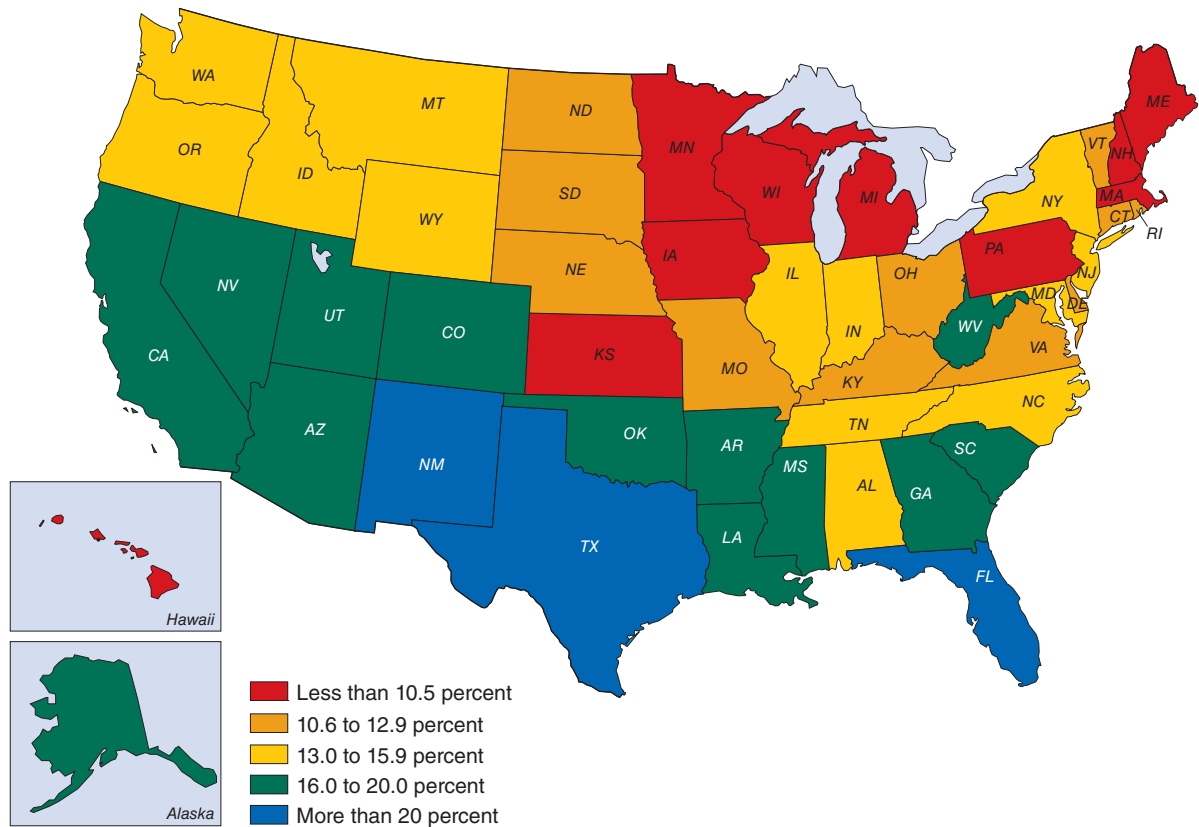 WA
MT
ND
MN
ME
OR
ID
SD
WI
MI
VT
NH
WY
NY
MA
CT
RI
NE
IA
PA
NV
UT
CO
IL
IN
OH
NJ
MD
DE
WV
VA
CA
KS
MO
KY
AZ
NM
OK
AR
TN
NC
MS
AL
GA
SC
TX
LA
FL
Hawaii
Alaska
Less than 10.5 percent
10.6 to 12.9 percent
13.0 to 15.9 percent
16.0 to 20.0 percent
More than 20 percent